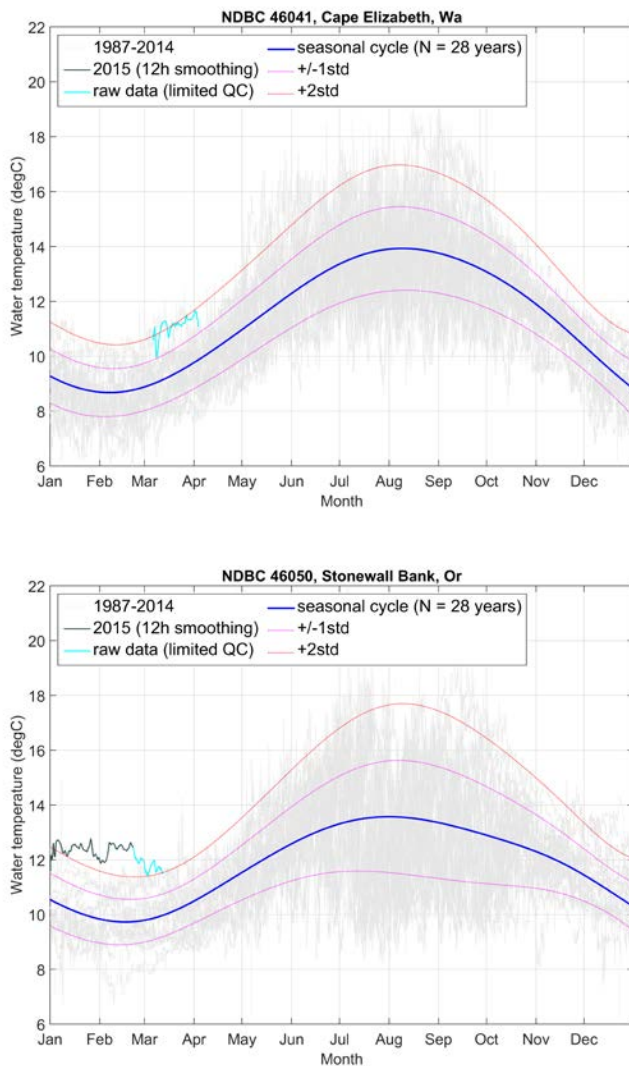 NDBC 46041, Cape Elizabeth, Wa
22
20
18
16
14
12
10
8
6
Water temperature (degC)
1987-2014
2015 (12h smoothing)
raw data (limited QC)
seasonal cycle (N = 28 years)
+/-1std
+2std
Jan Feb Mar Apr May Jun Jul Aug Sep Oct Nov Dec
Month
NDBC 46050, Stonewall Bank, Or
22
20
18
16
14
12
10
8
6
Water temperature (degC)
1987-2014
2015 (12h smoothing)
raw data (limited QC)
seasonal cycle (N = 28 years)
+/-1std
+2std
Jan Feb Mar Apr May Jun Jul Aug Sep Oct Nov Dec
Month